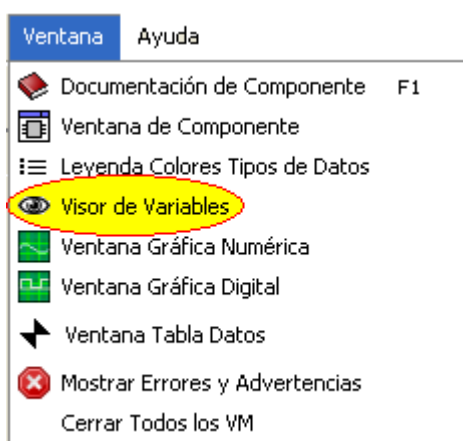 Ventana Ayuda
Documentación de Componente F1
Ventana de Componente
Leyenda Colores Tipos de Datos
Visor de Variables
Ventana Gráfica Numérica
Ventana Gráfica Digital
Ventana Tabla Datos
Mostrar Errores y Advertencias
Cerrar Todos los VM